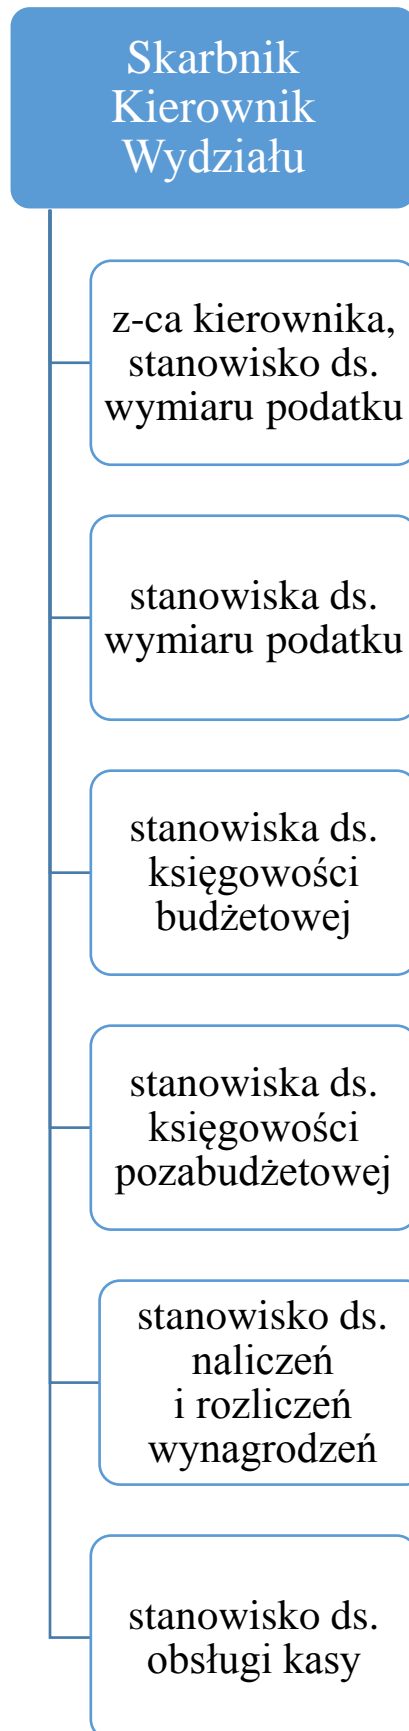 Skarbnik
Kierownik
Wydziału
z-ca kierownika,
stanowisko ds.
wymiaru podatku
stanowiska ds.
wymiaru podatku
stanowiska ds.
księgowości
budżetowej
stanowiska ds.
księgowości
pozabudżetowej
stanowisko ds.
naliczeń
i rozliczeń
wynagrodzeń
stanowisko ds.
obsługi kasy